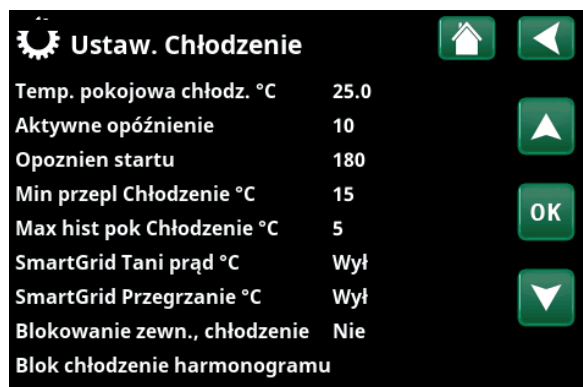 Ustaw. Chłodzenie
Temp. pokojowa chłodz. °C 25.0
Aktywne opóźnienie 10
Opoznien startu 180
Min przepl Chłodzenie °C 15
Max hist pok Chłodzenie °C 5
OK
SmartGrid Tani prąd °C Wył
SmartGrid Przegrzanie °C Wył
Blokowanie zewn., chłodzenie Nie
Blok chłodzenie harmonogramu